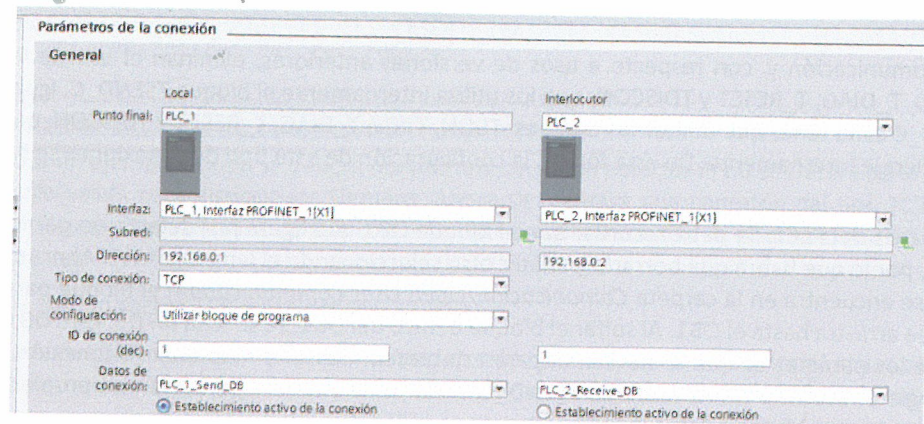 Parámetros de la conexión
General
Local
Interlocutor
Punto final: PLC_1
PLC_2
Interfaz: PLC_1, Interfaz PROFINET_1[X1]
PLC_2, Interfaz PROFINET_1[X1]
Subred:
Dirección: 192.168.0.1
192.168.0.2
Tipo de conexión: TCP
Modo de
configuración: Utilizar bloque de programa
ID de conexión
(dec): 1
1
Datos de
conexión: PLC_1_Send_DB
PLC_2_Receive_DB
Establecimiento activo de la conexión
Establecimiento activo de la conexión